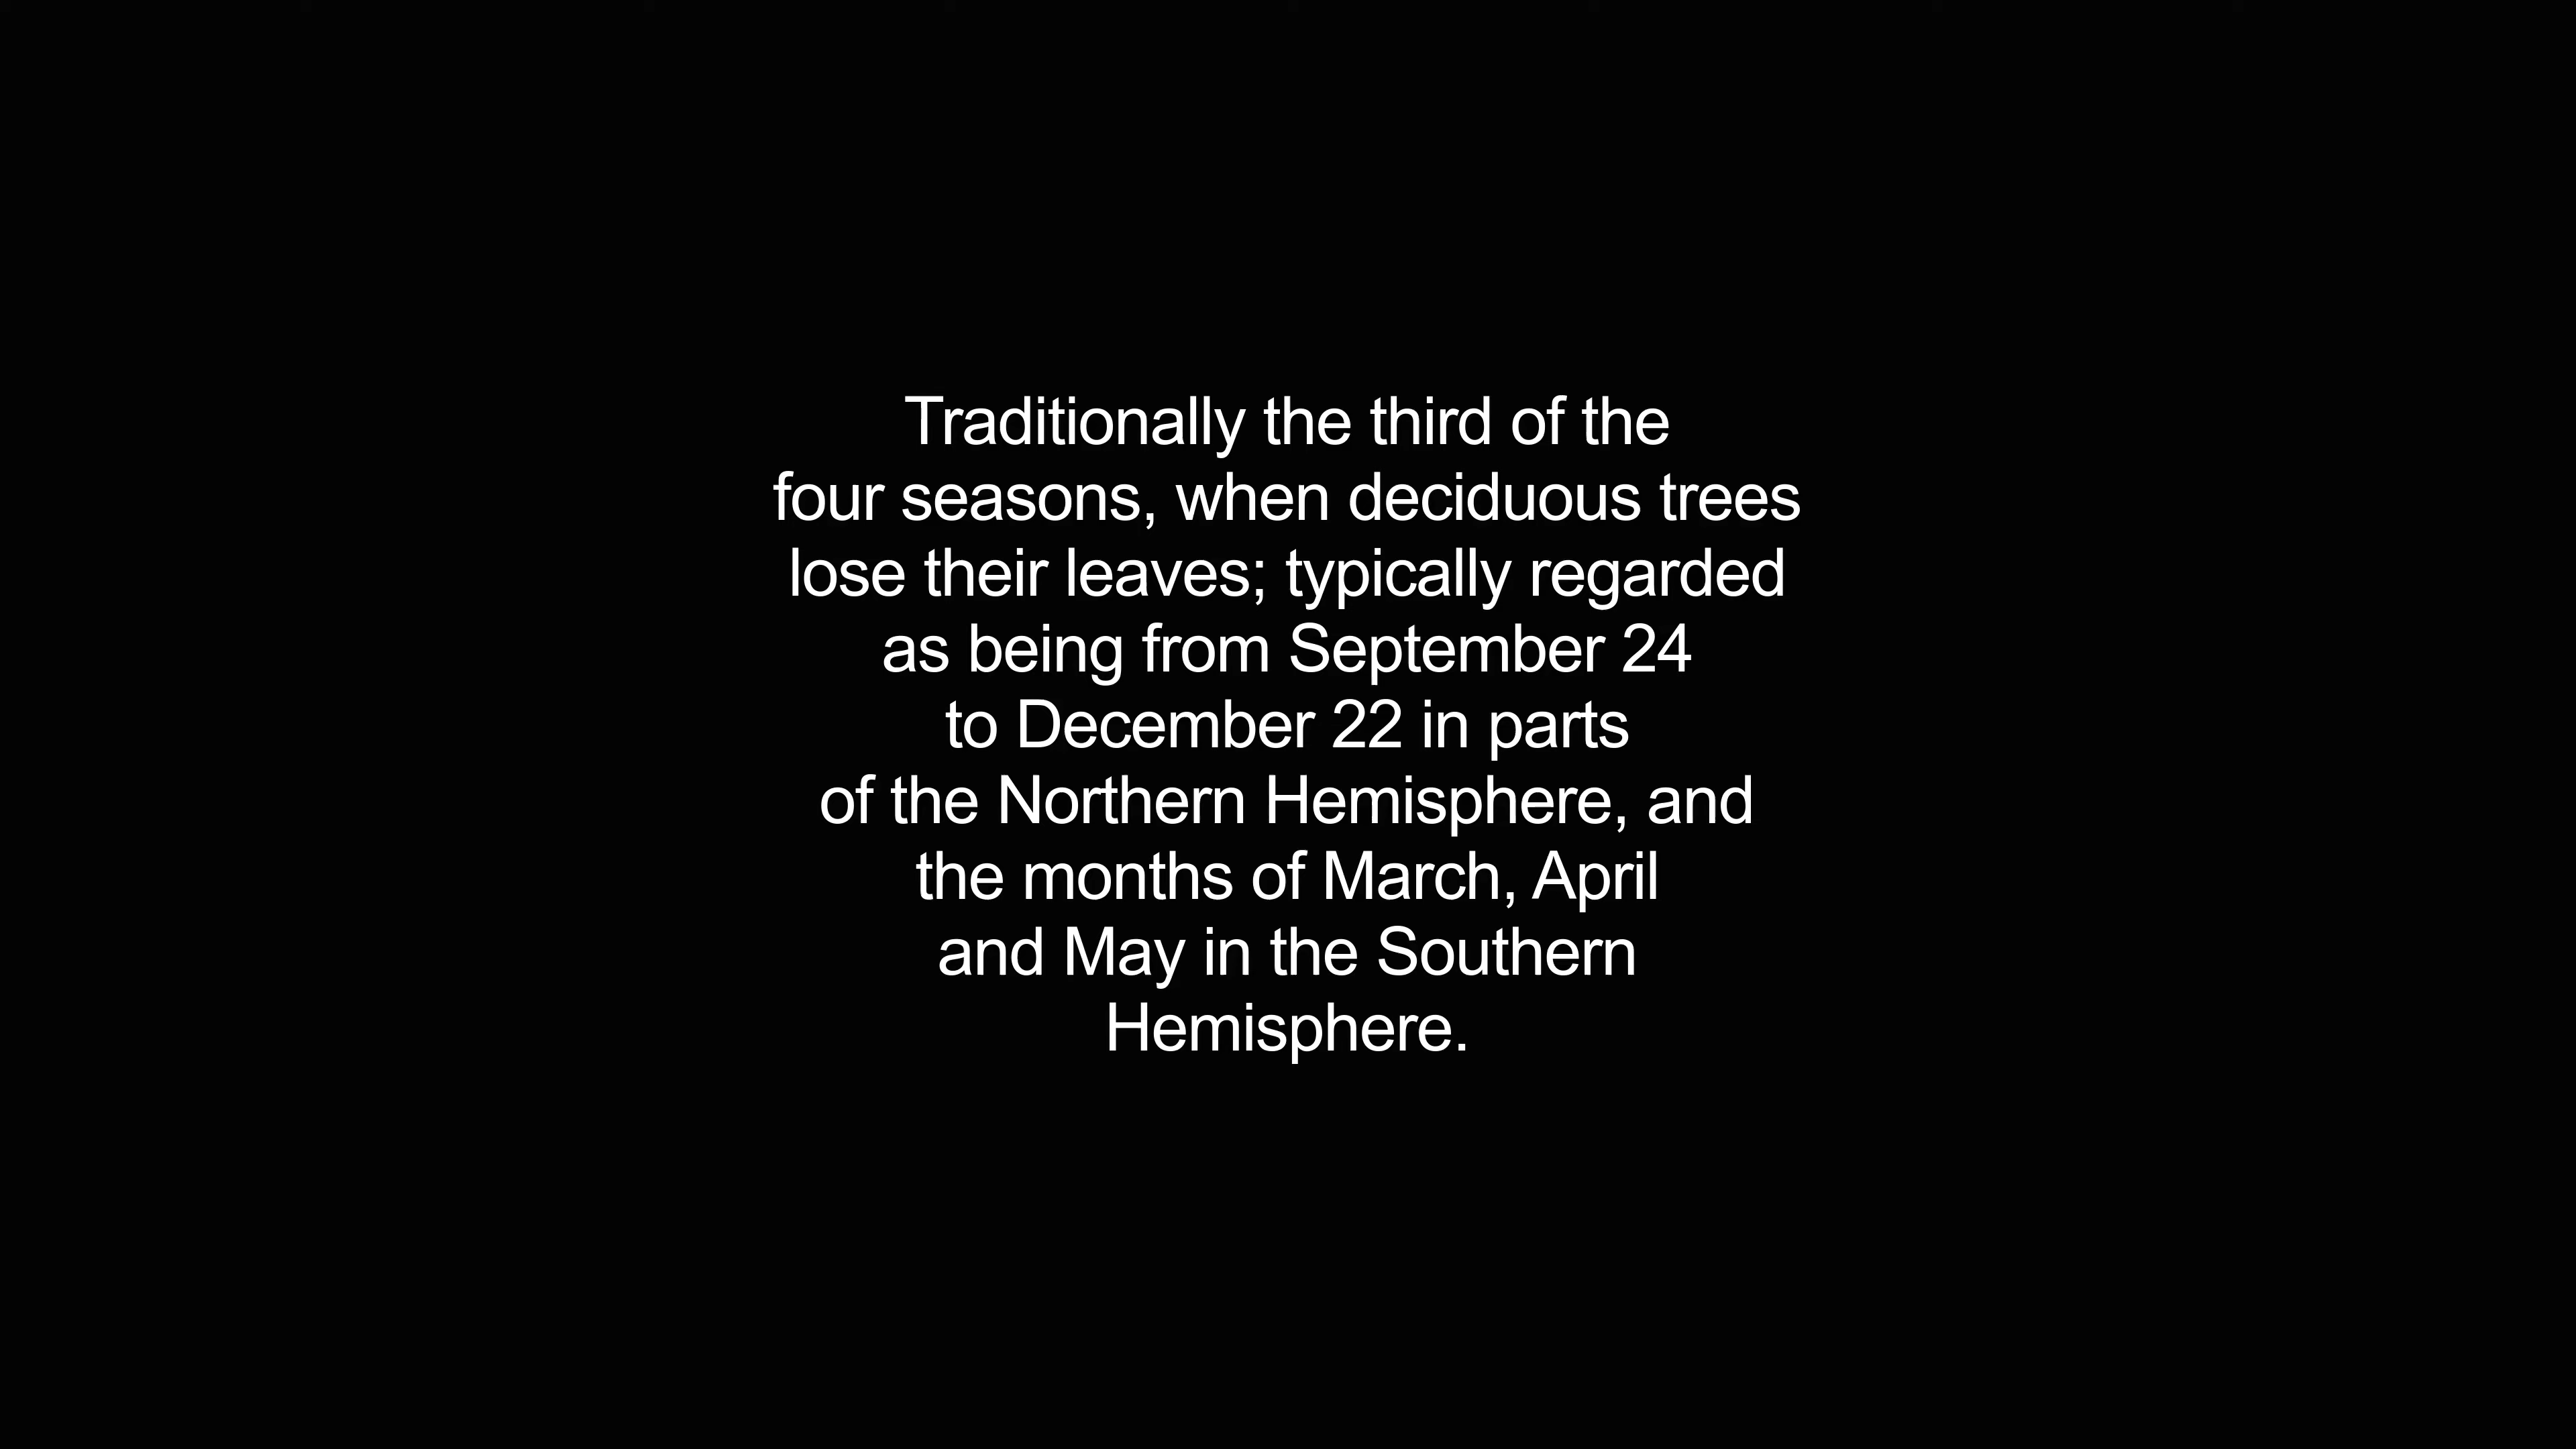 Traditionally the third of the
four seasons, when deciduous trees
lose their leaves; typically regarded
as being from September 24
to December 22 in parts
of the Northern Hemisphere, and
the months of March, April
and May in the Southern
Hemisphere.